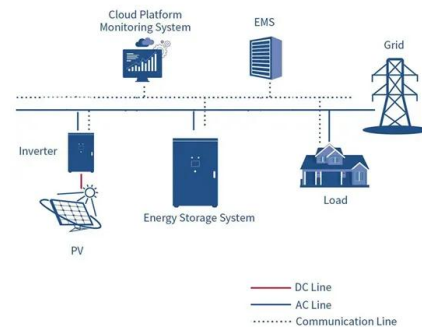 Cloud Platform
Monitoring System
EMS
Grid
Inverter
Energy Storage System
Load
PV
DC Line
AC Line
Communication Line